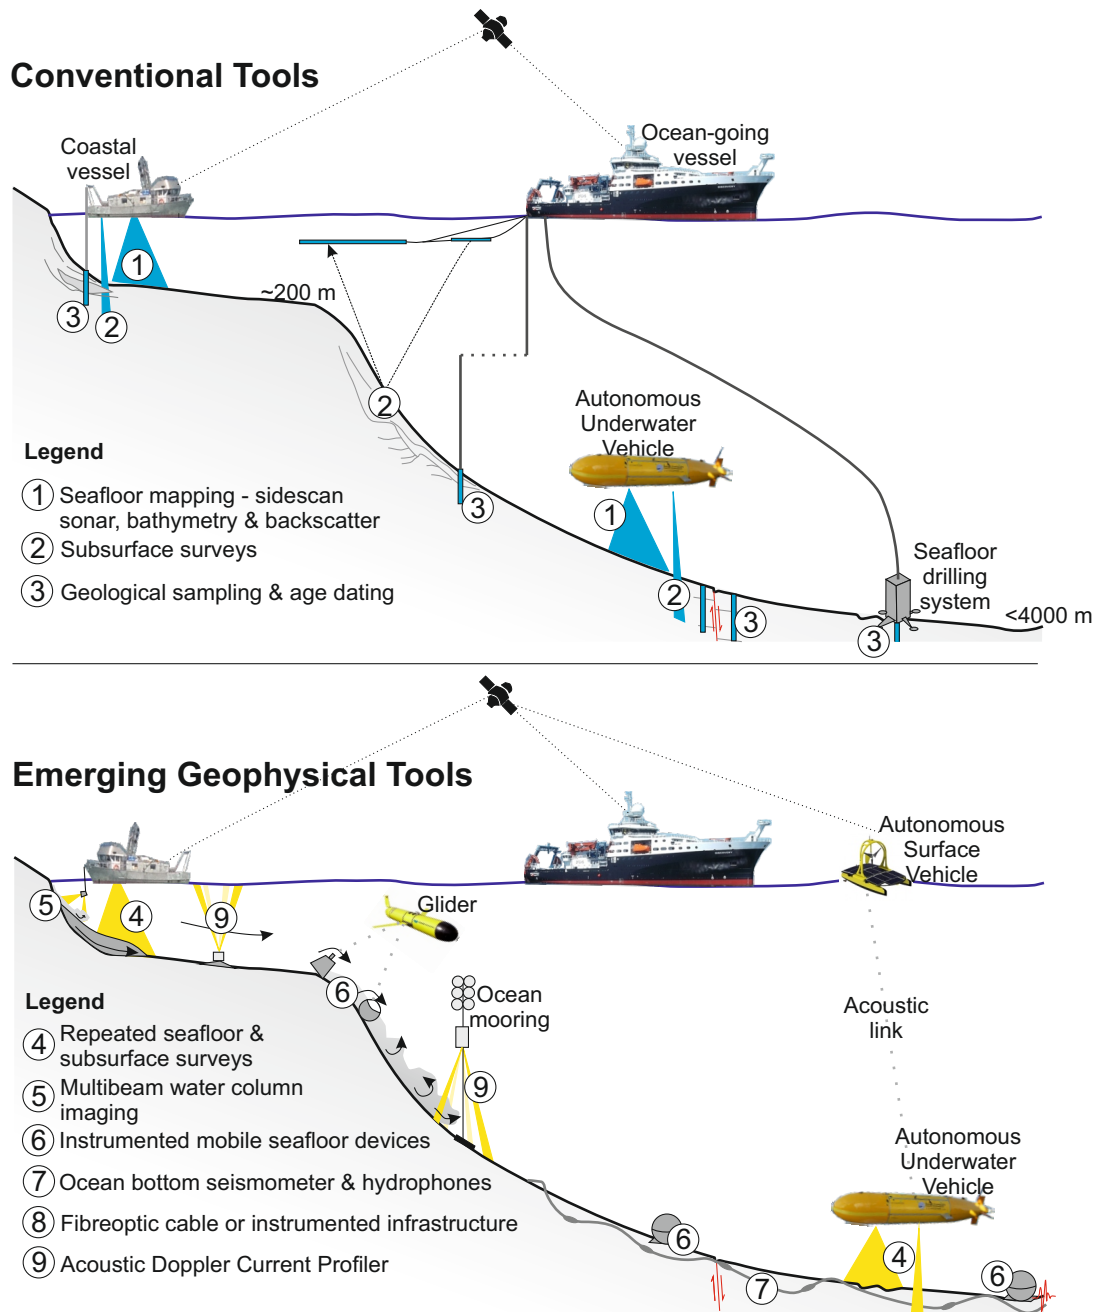 Conventional Tools
Coastal
vessel
Ocean-going
vessel
1
3
2
~200 m
2
3
Autonomous
Underwater
Vehicle
1
2
3
Seafloor
drilling
system
<4000 m
3
Legend
1 Seafloor mapping - sidescan
sonar, bathymetry & backscatter
2 Subsurface surveys
3 Geological sampling & age dating
Emerging Geophysical Tools
Autonomous
Surface
Vehicle
5
4
9
Glider
6
Ocean
mooring
9
Acoustic
link
Autonomous
Underwater
Vehicle
6
4
7
6
Legend
4 Repeated seafloor &
subsurface surveys
5 Multibeam water column
imaging
6 Instrumented mobile seafloor devices
7 Ocean bottom seismometer & hydrophones
8 Fibreoptic cable or instrumented infrastructure
9 Acoustic Doppler Current Profiler